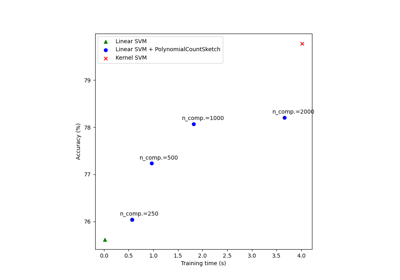 Linear SVM
Linear SVM + PolynomialCountSketch
Kernel SVM
79
n_comp.=2000
n_comp.=1000
78
n_comp.=500
77
n_comp.=250
76
Accuracy (%)
0.0 0.5 1.0 1.5 2.0 2.5 3.0 3.5 4.0
Training time (s)